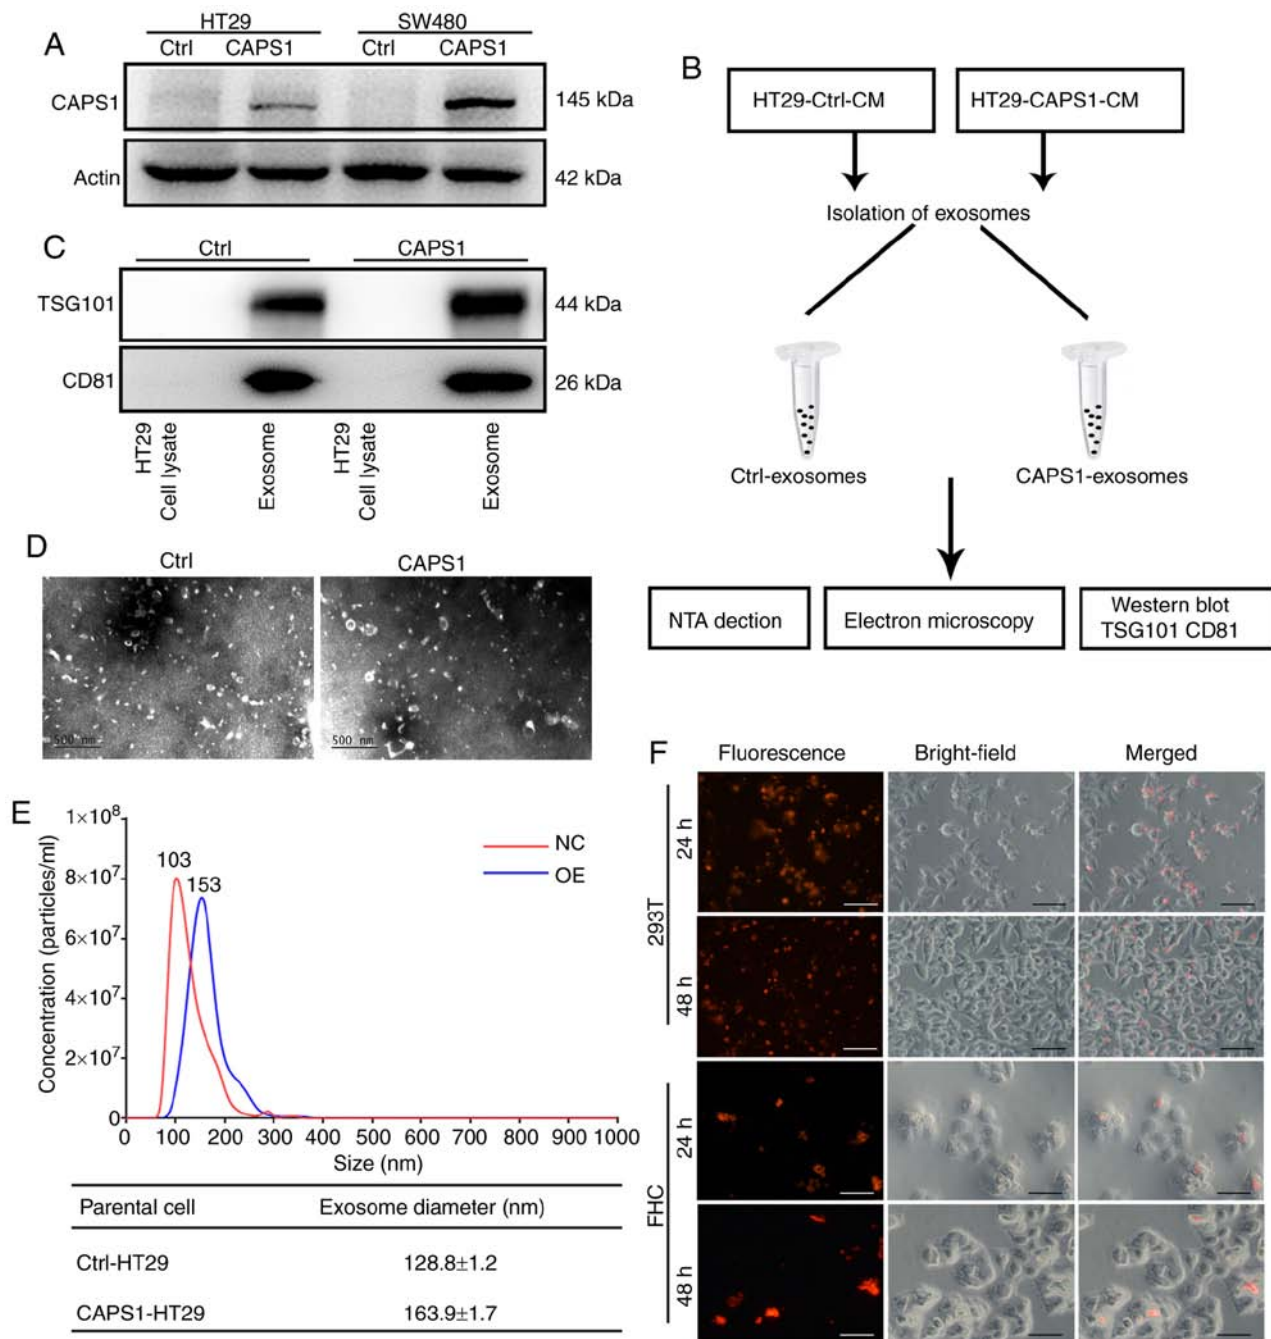 A
HT29
SW480
Ctrl
CAPS1
Ctrl
CAPS1
CAPS1
145 kDa
Actin
42 kDa
B
HT29-Ctrl-CM
HT29-CAPS1-CM
Isolation of exosomes
Ctrl-exosomes
CAPS1-exosomes
NTA dection
Electron microscopy
Western blot
TSG101 CD81
C
Ctrl
CAPS1
TSG101
44 kDa
CD81
26 kDa
HT29
Cell lysate
Exosome
HT29
Cell lysate
Exosome
D
Ctrl
CAPS1
500 nm
500 nm
E
Concentration (particles/ml)
1×10⁸
8×10⁷
6×10⁷
4×10⁷
2×10⁷
0
103
153
NC
OE
0 100 200 300 400 500 600 700 800 900 1000
Size (nm)
Parental cell Exosome diameter (nm)
Ctrl-HT29 128.8±1.2
CAPS1-HT29 163.9±1.7
F
Fluorescence
Bright-field
Merged
293T
24 h
48 h
FHC
24 h
48 h